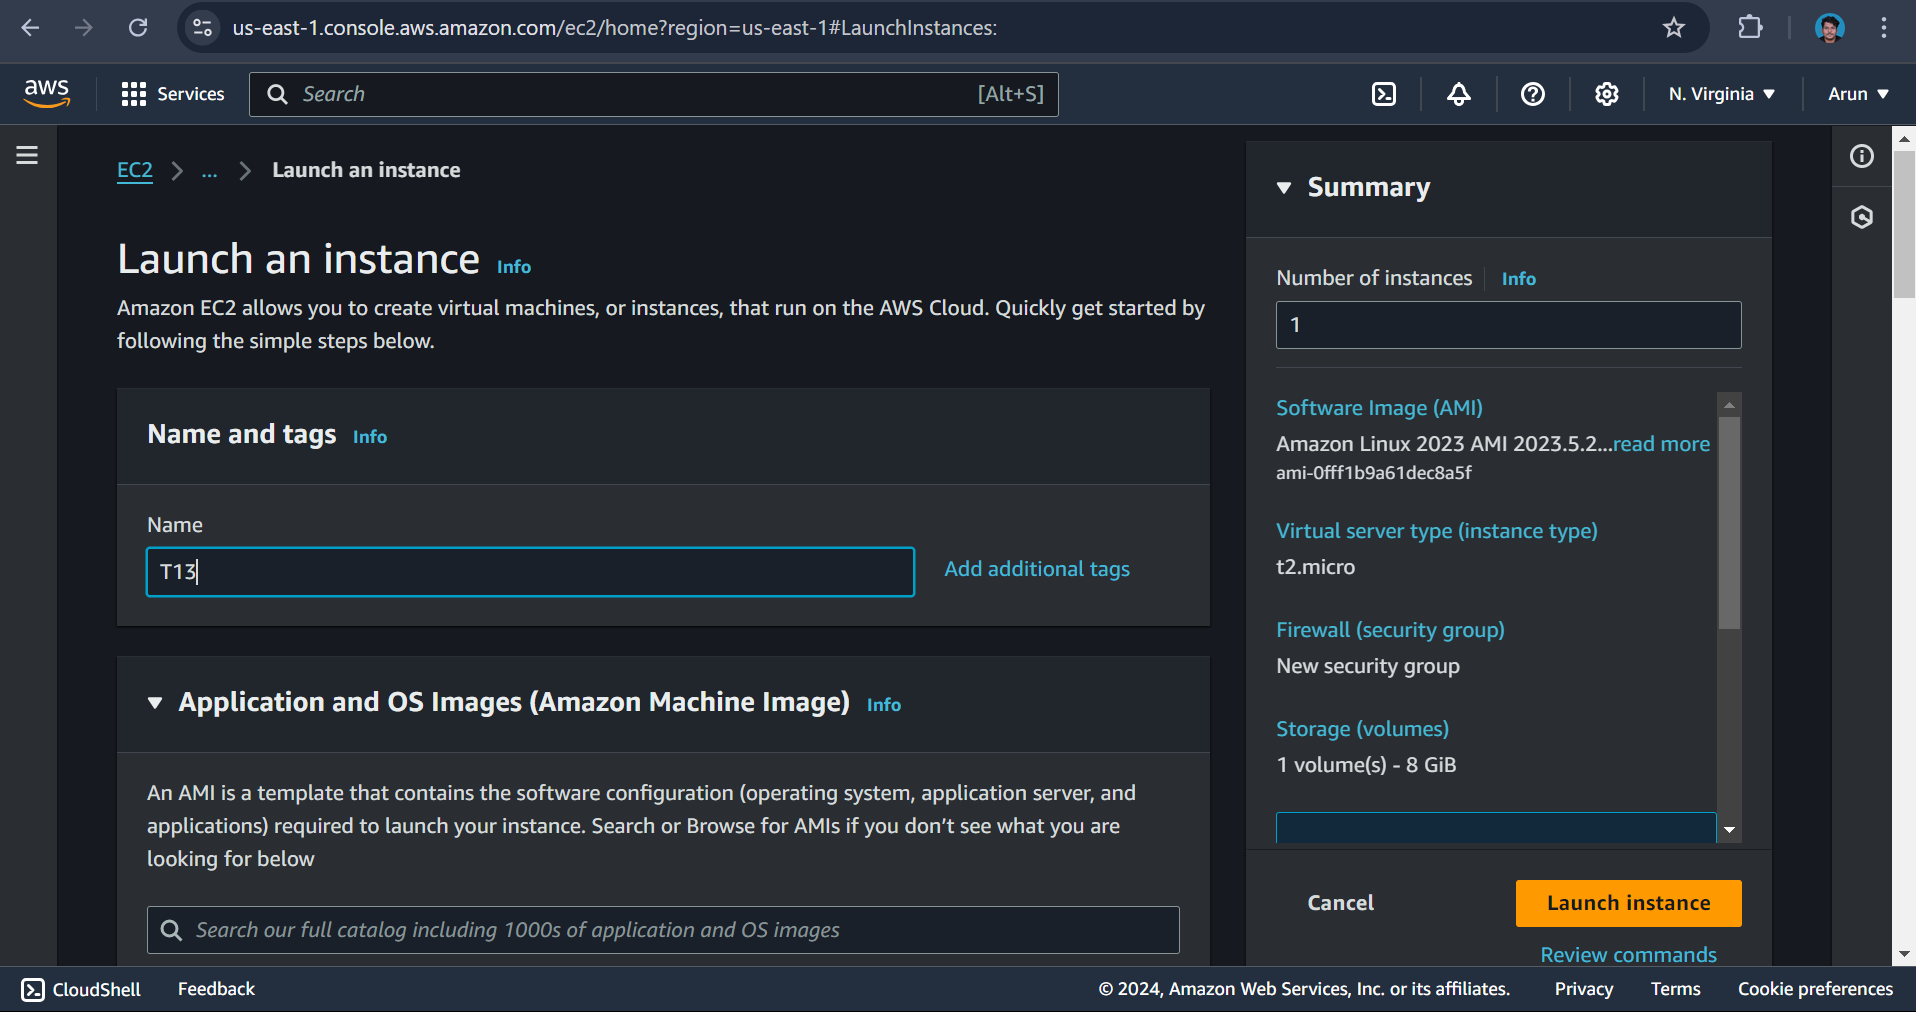 us-east-1.console.aws.amazon.com/ec2/home?region=us-east-1#LaunchInstances:
aws
Services
Search
[Alt+S]
N. Virginia
Arun
EC2
...
Launch an instance
Launch an instance
Info
Amazon EC2 allows you to create virtual machines, or instances, that run on the AWS Cloud. Quickly get started by
following the simple steps below.
Name and tags
Info
Name
T13
Add additional tags
Application and OS Images (Amazon Machine Image)
Info
An AMI is a template that contains the software configuration (operating system, application server, and
applications) required to launch your instance. Search or Browse for AMIs if you don’t see what you are
looking for below
Search our full catalog including 1000s of application and OS images
Summary
Number of instances
Info
1
Software Image (AMI)
Amazon Linux 2023 AMI 2023.5.2...read more
ami-0fff1b9a61dec8a5f
Virtual server type (instance type)
t2.micro
Firewall (security group)
New security group
Storage (volumes)
1 volume(s) - 8 GiB
Cancel
Launch instance
Review commands
CloudShell
Feedback
© 2024, Amazon Web Services, Inc. or its affiliates.
Privacy
Terms
Cookie preferences